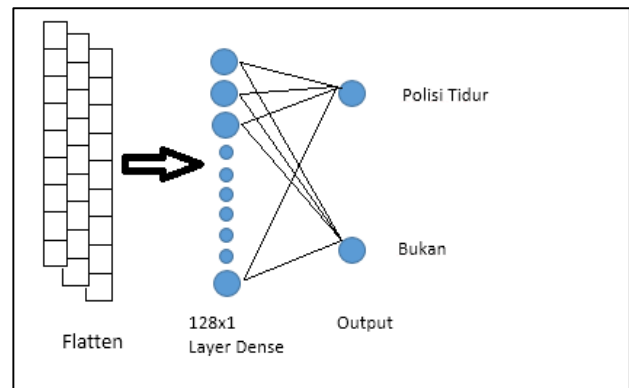 Polisi Tidur
Bukan
Flatten
128x1
Layer Dense
Output